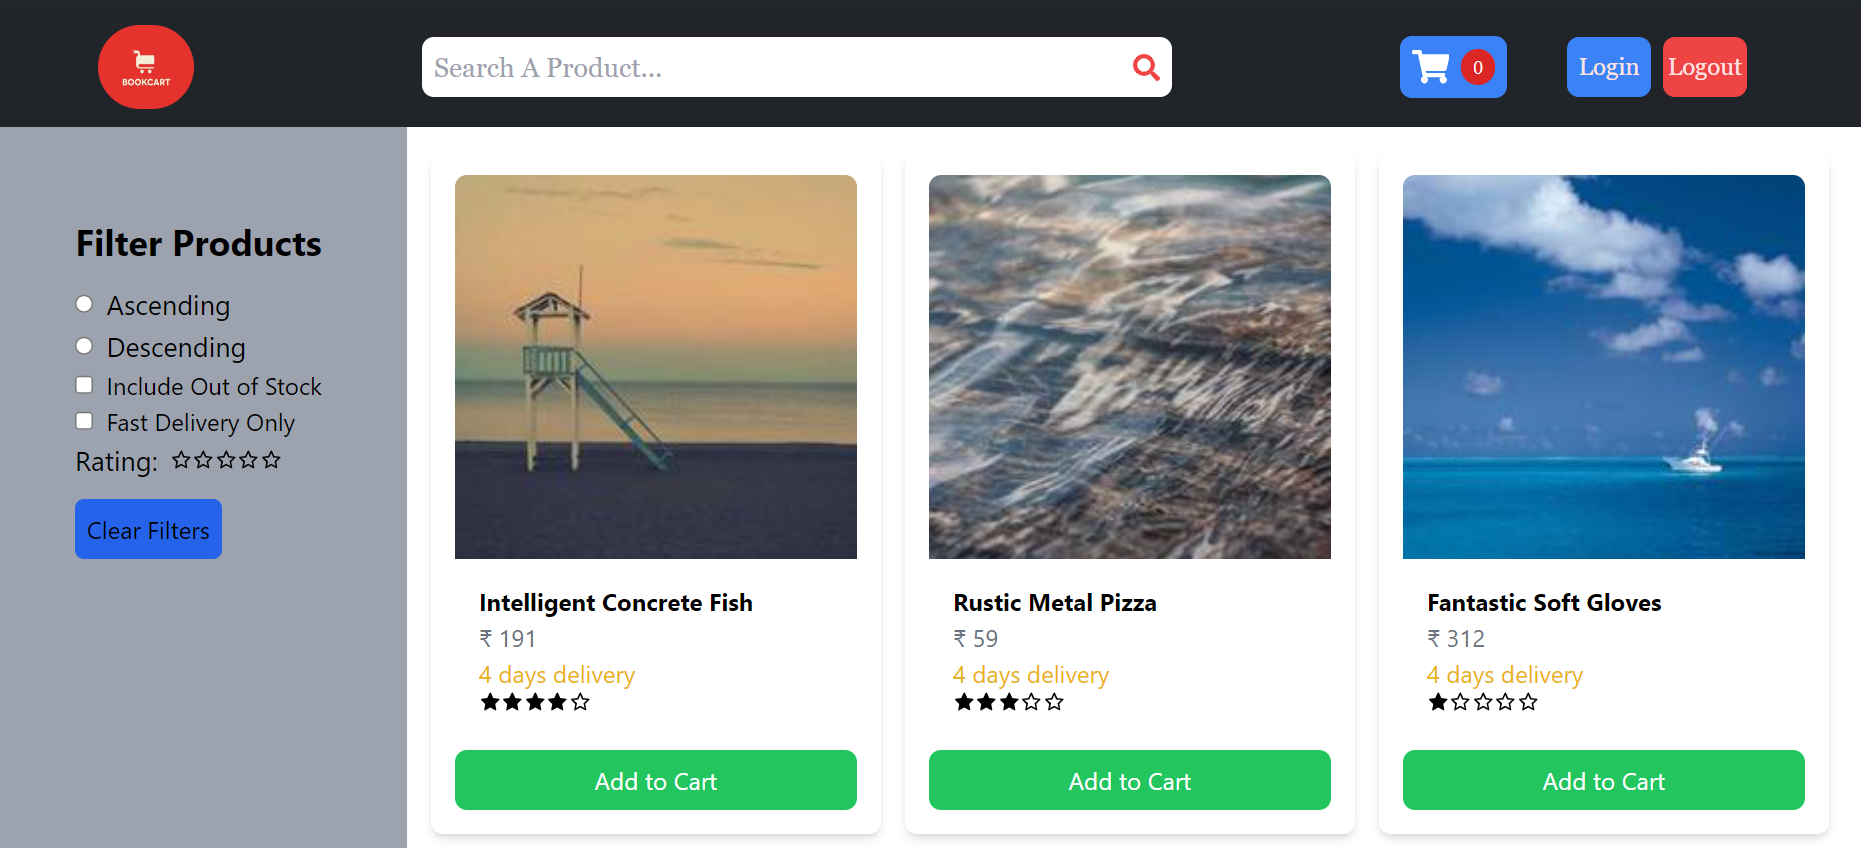 BOOKCART
Search A Product...
0
Login
Logout
Filter Products
Ascending
Descending
Include Out of Stock
Fast Delivery Only
Rating:
Clear Filters
Intelligent Concrete Fish
₹ 191
4 days delivery
Add to Cart
Rustic Metal Pizza
₹ 59
4 days delivery
Add to Cart
Fantastic Soft Gloves
₹ 312
4 days delivery
Add to Cart